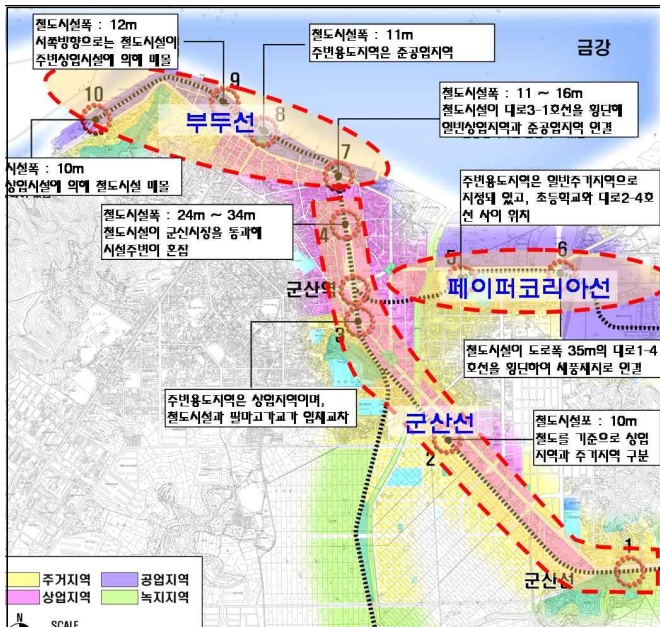 철도시설폭 : 12m
서쪽방향으로는 철도시설이
주변상업시설에 의해 매몰
철도시설폭 : 11m
주변용도지역은 준공업지역
금강
철도시설폭 : 11 ~ 16m
철도시설이 대로3-1호선을 횡단해
일반상업지역과 준공업지역 연결
10
9
8
7
부두선
시설폭 : 10m
상업시설에 의해 철도시설 매몰
주변용도지역은 일반주거지역으로
지정돼 있고, 초등학교와 대로2-4호
선 사이 위치
철도시설폭 : 24m ~ 34m
철도시설이 군산시장을 통과해
시설주변이 혼잡
4
5
6
군산역
페이퍼코리아선
3
철도시설이 도로폭 35m의 대로1-4
호선을 횡단하여 세풍제지로 연결
주변용도지역은 상업지역이며,
철도시설과 팔마고가교가 입체교차
군산선
2
철도시설포 : 10m
철도를 기준으로 상업
지역과 주거지역 구분
1
군산선
주거지역
공업지역
상업지역
녹지지역
N
SCALE